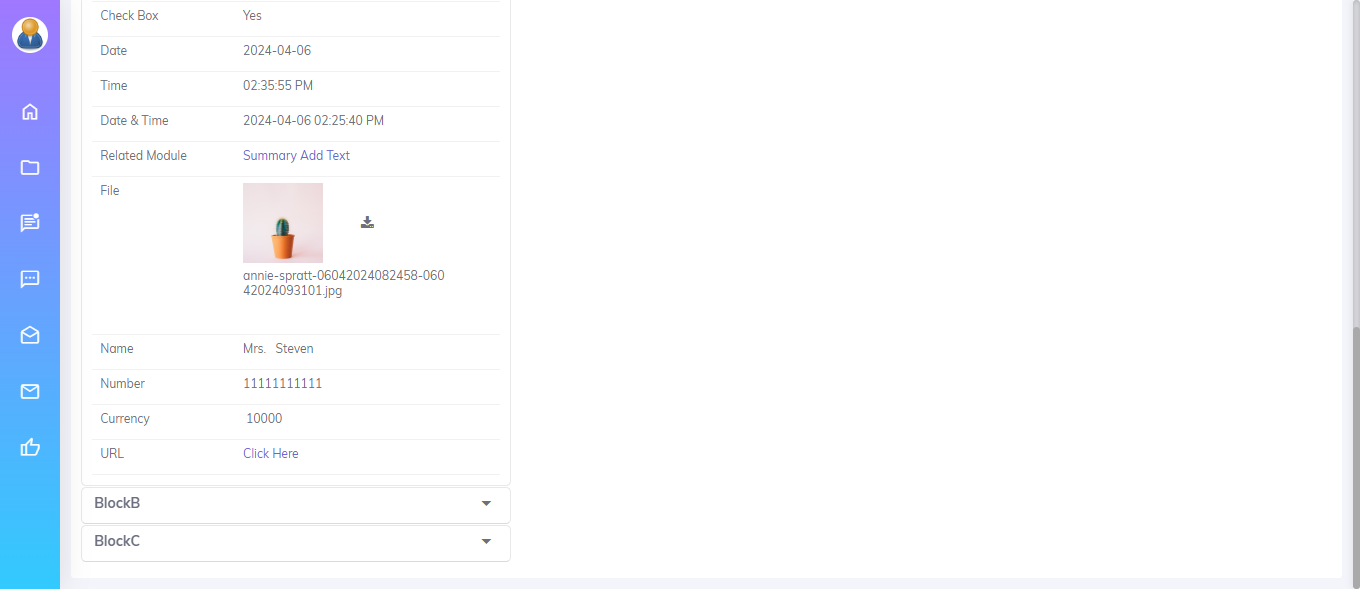 Check Box Yes
Date 2024-04-06
Time 02:35:55 PM
Date & Time 2024-04-06 02:25:40 PM
Related Module Summary Add Text
File
annie-spratt-06042024082458-060
42024093101.jpg
Name Mrs. Steven
Number 11111111111
Currency 10000
URL Click Here
BlockB
BlockC